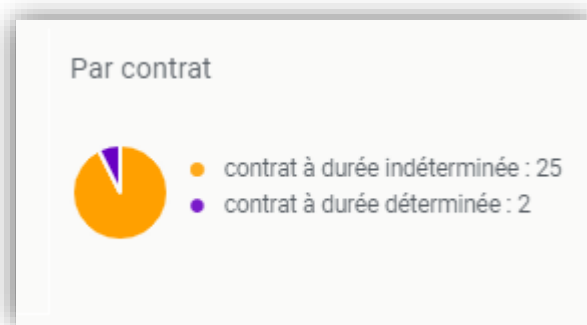 Par contrat
contrat à durée indéterminée : 25
contrat à durée déterminée : 2